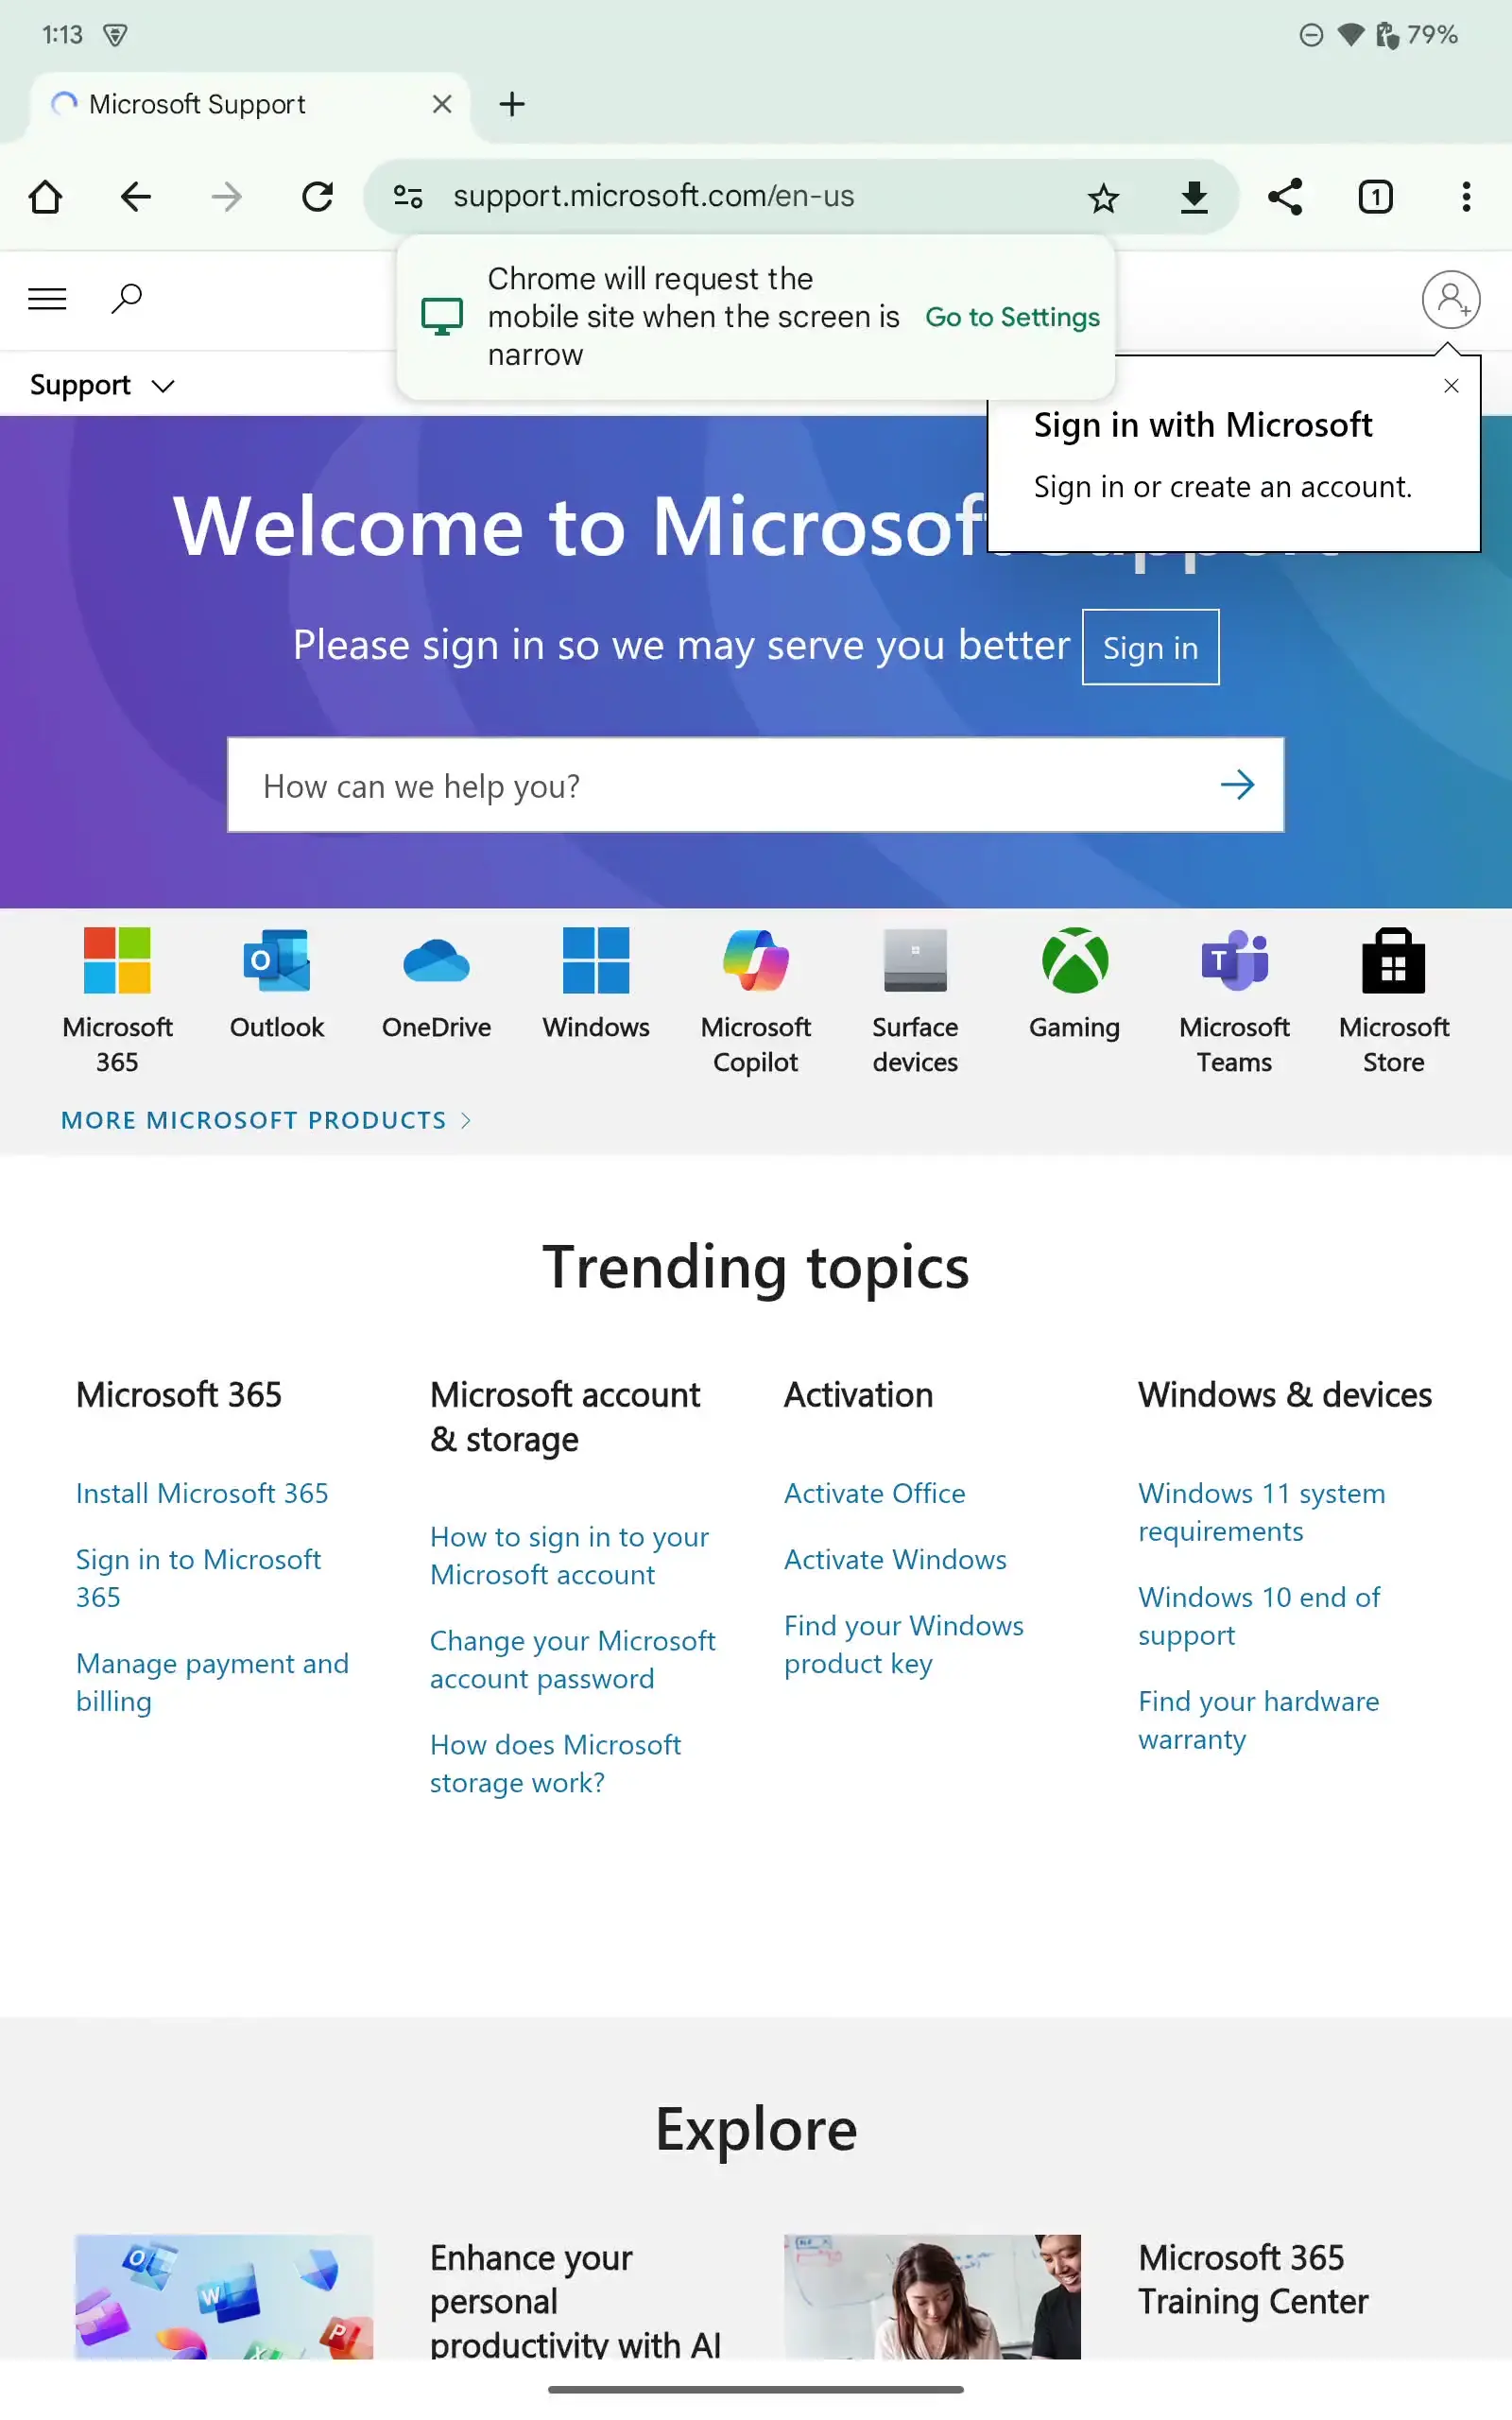 1:13
79%
Microsoft Support
support.microsoft.com/en-us
1
Chrome will request the
mobile site when the screen is
narrow
Go to Settings
Support
Sign in with Microsoft
Sign in or create an account.
Welcome to Microsoft Support
Please sign in so we may serve you better
Sign in
How can we help you?
Microsoft
365
Outlook
OneDrive
Windows
Microsoft
Copilot
Surface
devices
Gaming
Microsoft
Teams
Microsoft
Store
MORE MICROSOFT PRODUCTS
Trending topics
Microsoft 365
Install Microsoft 365
Sign in to Microsoft
365
Manage payment and
billing
Microsoft account
& storage
How to sign in to your
Microsoft account
Change your Microsoft
account password
How does Microsoft
storage work?
Activation
Activate Office
Activate Windows
Find your Windows
product key
Windows & devices
Windows 11 system
requirements
Windows 10 end of
support
Find your hardware
warranty
Explore
Enhance your
personal
productivity with AI
Microsoft 365
Training Center